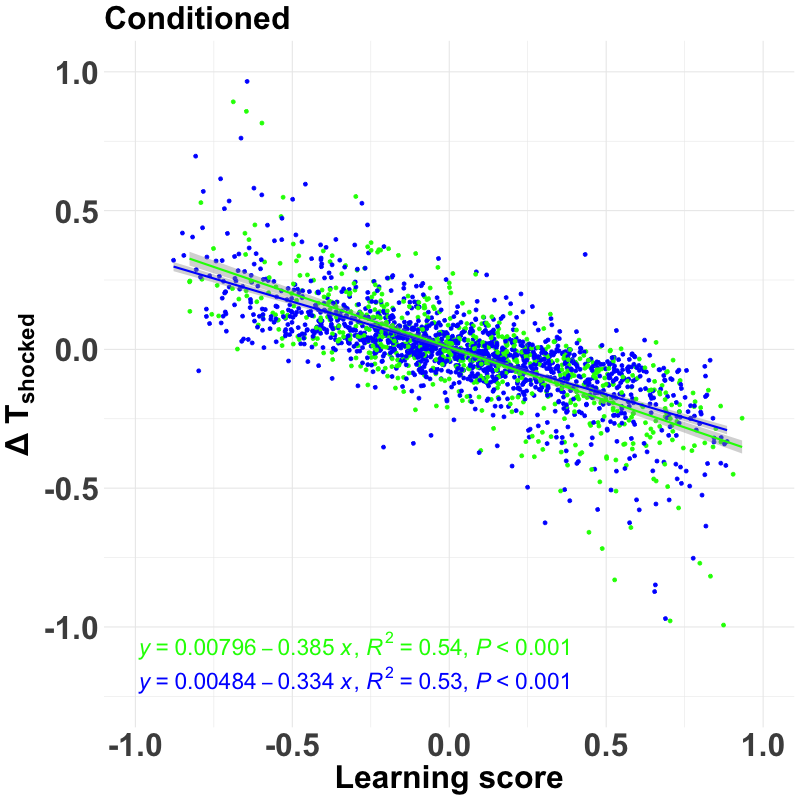 Conditioned
1.0
0.5
0.0
-0.5
-1.0
Δ Tshocked
y = 0.00796 – 0.385 x, R² = 0.54, P < 0.001
y = 0.00484 – 0.334 x, R² = 0.53, P < 0.001
-1.0 -0.5 0.0 0.5 1.0
Learning score